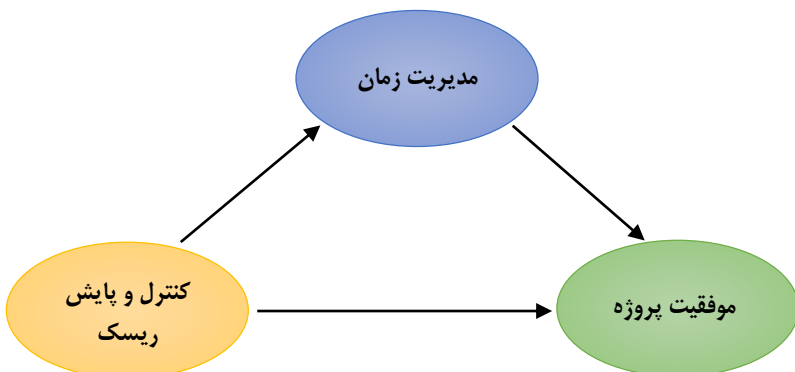 مدیریت زمان
کنترل و پایش
ریسک
موفقیت پروژه